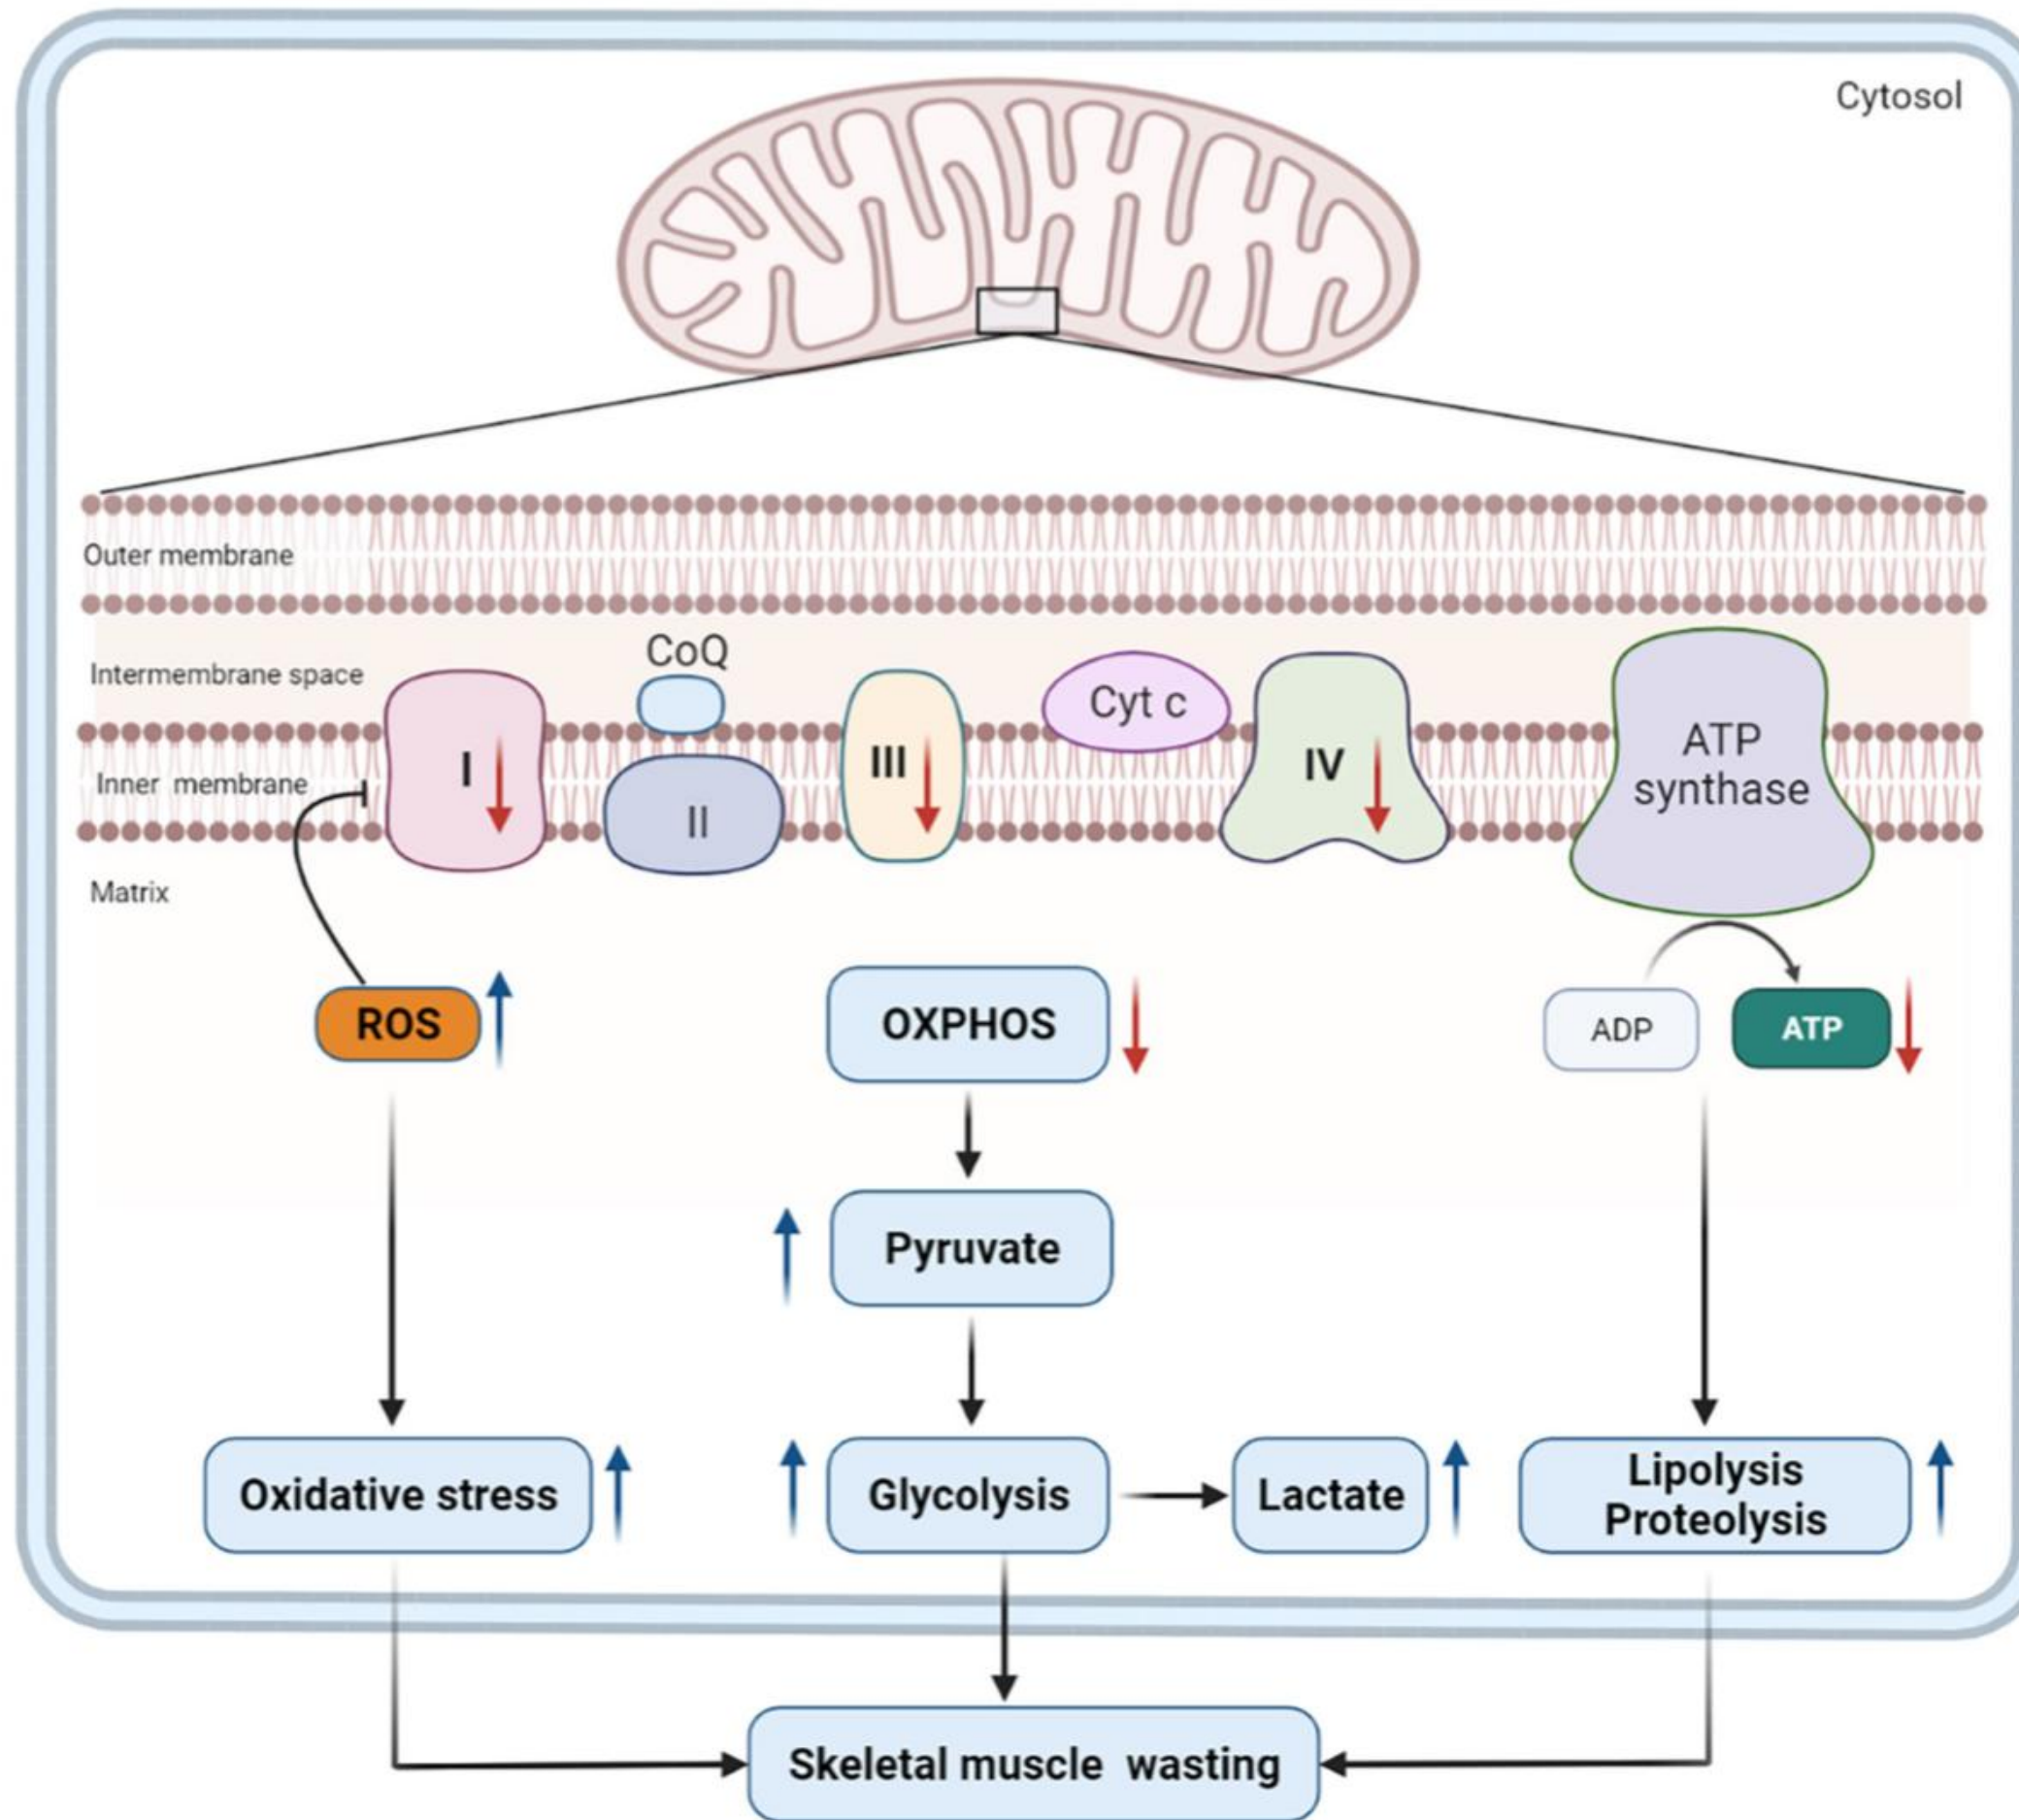 Cytosol
Outer membrane
Intermembrane space
CoQ
Cyt c
I
II
III
IV
ATP
synthase
Inner membrane
Matrix
ROS
OXPHOS
ADP
ATP
Pyruvate
Oxidative stress
Glycolysis
Lactate
Lipolysis
Proteolysis
Skeletal muscle wasting